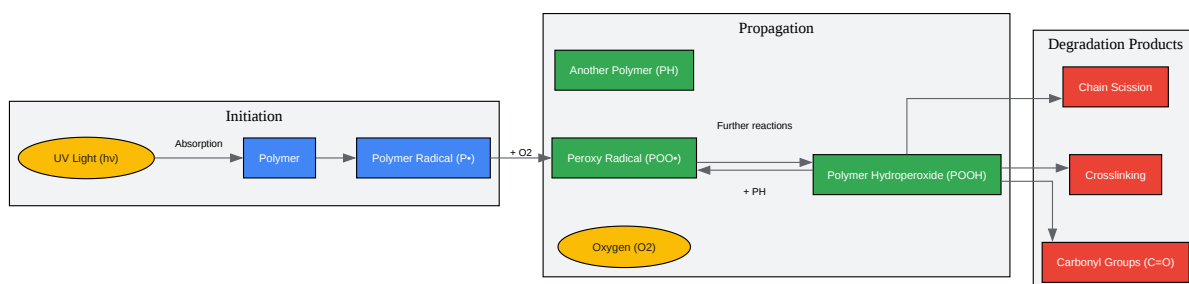 Initiation
UV Light (hν)
Absorption
Polymer
Polymer Radical (P•)
+ O2
Propagation
Another Polymer (PH)
Peroxy Radical (POO•)
Further reactions
+ PH
Polymer Hydroperoxide (POOH)
Oxygen (O2)
Degradation Products
Chain Scission
Crosslinking
Carbonyl Groups (C=O)